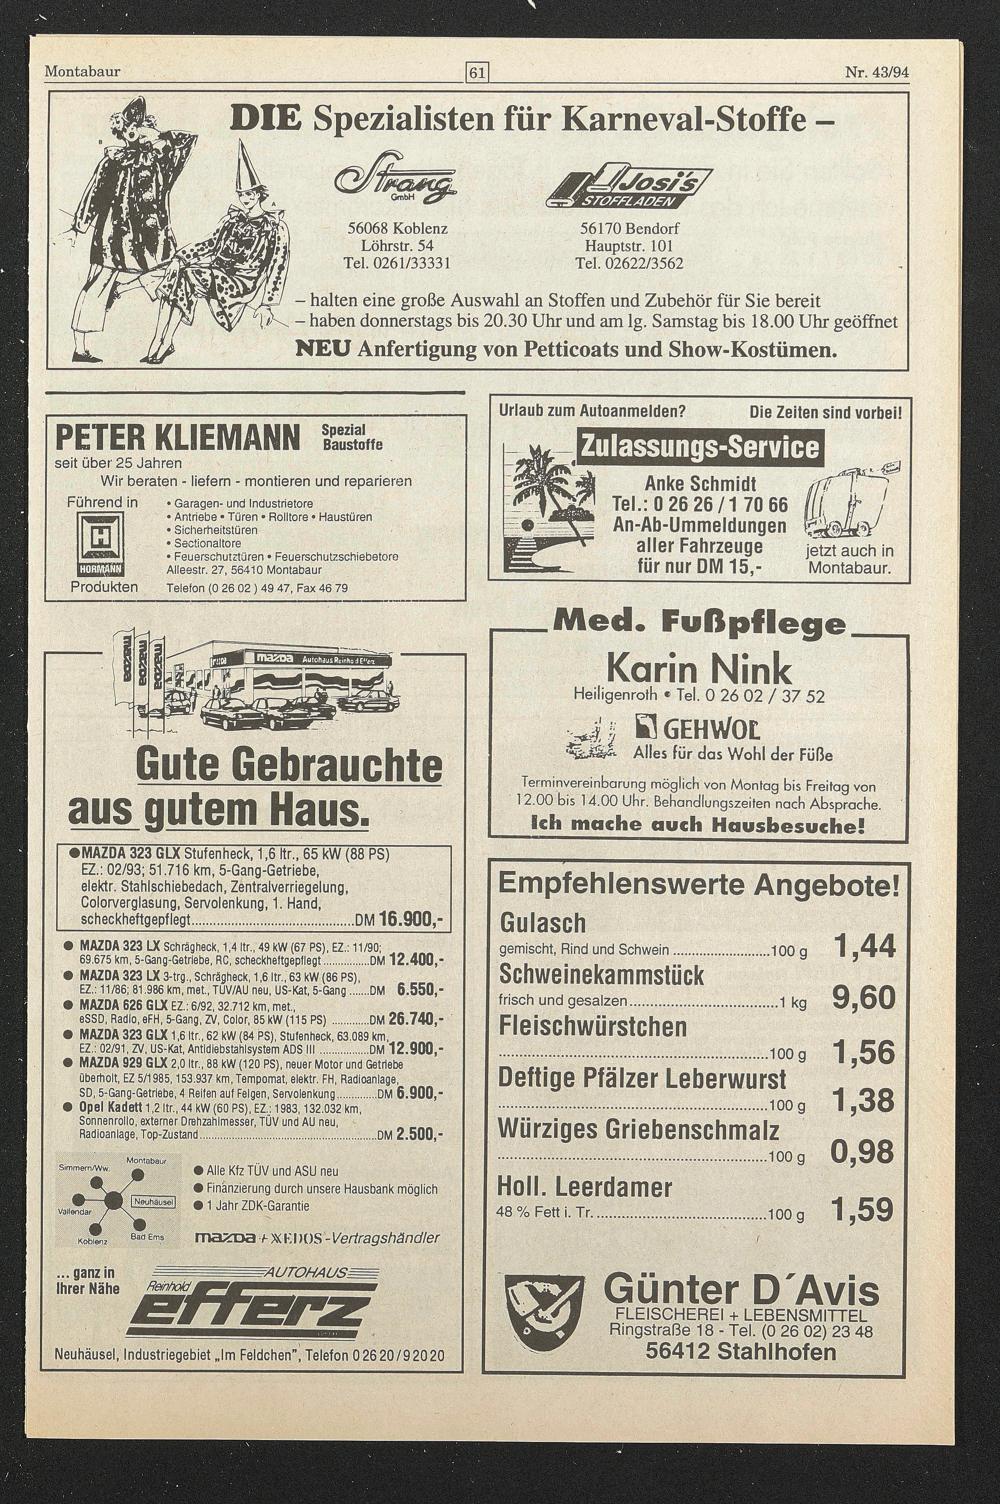 Montabaur
61
Nr. 43/94
DIE Spezialisten für Karneval-Stoffe –
Strang
GmbH
56068 Koblenz
Löhrstr. 54
Tel. 0261/33331
Josi's
STOFFLADEN
56170 Bendorf
Hauptstr. 101
Tel. 02622/3562
– halten eine große Auswahl an Stoffen und Zubehör für Sie bereit
– haben donnerstags bis 20.30 Uhr und am lg. Samstag bis 18.00 Uhr geöffnet
NEU Anfertigung von Petticoats und Show-Kostümen.
PETER KLIEMANN Spezial
Baustoffe
seit über 25 Jahren
Wir beraten - liefern - montieren und reparieren
Führend in
HÖRMANN
Produkten
• Garagen- und Industrietore
• Antriebe • Türen • Rolltore • Haustüren
• Sicherheitstüren
• Sectionaltore
• Feuerschutztüren • Feuerschutzschiebetore
Alleestr. 27, 56410 Montabaur
Telefon (0 26 02 ) 49 47, Fax 46 79
Urlaub zum Autoanmelden? Die Zeiten sind vorbei!
Zulassungs-Service
Anke Schmidt
Tel.: 0 26 26 / 1 70 66
An-Ab-Ummeldungen
aller Fahrzeuge
für nur DM 15,-
jetzt auch in
Montabaur.
mazda
mazda
mazda
mazda Autohaus Reinhold Efferz
Gute Gebrauchte
aus gutem Haus.
● MAZDA 323 GLX Stufenheck, 1,6 ltr., 65 kW (88 PS)
EZ.: 02/93; 51.716 km, 5-Gang-Getriebe,
elektr. Stahlschiebedach, Zentralverriegelung,
Colorverglasung, Servolenkung, 1. Hand,
scheckheftgepflegt.....DM 16.900,-
● MAZDA 323 LX Schrägheck, 1,4 ltr., 49 kW (67 PS), EZ.: 11/90;
69.675 km, 5-Gang-Getriebe, RC, scheckheftgepflegt.....DM 12.400,-
● MAZDA 323 LX 3-trg., Schrägheck, 1,6 ltr., 63 kW (86 PS),
EZ.: 11/86; 81.986 km, met., TÜV/AU neu, US-Kat, 5-Gang.....DM 6.550,-
● MAZDA 626 GLX EZ.: 6/92, 32.712 km, met.,
eSSD, Radio, eFH, 5-Gang, ZV, Color, 85 kW (115 PS) .....DM 26.740,-
● MAZDA 323 GLX 1,6 ltr., 62 kW (84 PS), Stufenheck, 63.089 km,
EZ.: 02/91, ZV, US-Kat, Antidiebstahlsystem ADS III .....DM 12.900,-
● MAZDA 929 GLX 2,0 ltr., 88 kW (120 PS), neuer Motor und Getriebe
überholt, EZ 5/1985, 153.937 km, Tempomat, elektr. FH, Radioanlage,
SD, 5-Gang-Getriebe, 4 Reifen auf Felgen, Servolenkung.....DM 6.900,-
● Opel Kadett 1,2 ltr., 44 kW (60 PS), EZ.: 1983, 132.032 km,
Sonnenrollo, externer Drehzahlmesser, TÜV und AU neu,
Radioanlage, Top-Zustand.....DM 2.500,-
Simmern/Ww.
Montabaur
Neuhäusel
Vallendar
Koblenz
Bad Ems
● Alle Kfz TÜV und ASU neu
● Finanzierung durch unsere Hausbank möglich
● 1 Jahr ZDK-Garantie
mazda + XEDOS -Vertragshändler
... ganz in
Ihrer Nähe
AUTOHAUS
Reinhold
efferz
Neuhäusel, Industriegebiet „Im Feldchen", Telefon 0 26 20 / 9 20 20
Med. Fußpflege
Karin Nink
Heiligenroth • Tel. 0 26 02 / 37 52
GEHWOL
Alles für das Wohl der Füße
Terminvereinbarung möglich von Montag bis Freitag von
12.00 bis 14.00 Uhr. Behandlungszeiten nach Absprache.
Ich mache auch Hausbesuche!
Empfehlenswerte Angebote!
Gulasch
gemischt, Rind und Schwein .....100 g 1,44
Schweinekammstück
frisch und gesalzen.....1 kg 9,60
Fleischwürstchen
.....100 g 1,56
Deftige Pfälzer Leberwurst
.....100 g 1,38
Würziges Griebenschmalz
.....100 g 0,98
Holl. Leerdamer
48 % Fett i. Tr......100 g 1,59
Günter D´Avis
FLEISCHEREI + LEBENSMITTEL
Ringstraße 18 - Tel. (0 26 02) 23 48
56412 Stahlhofen